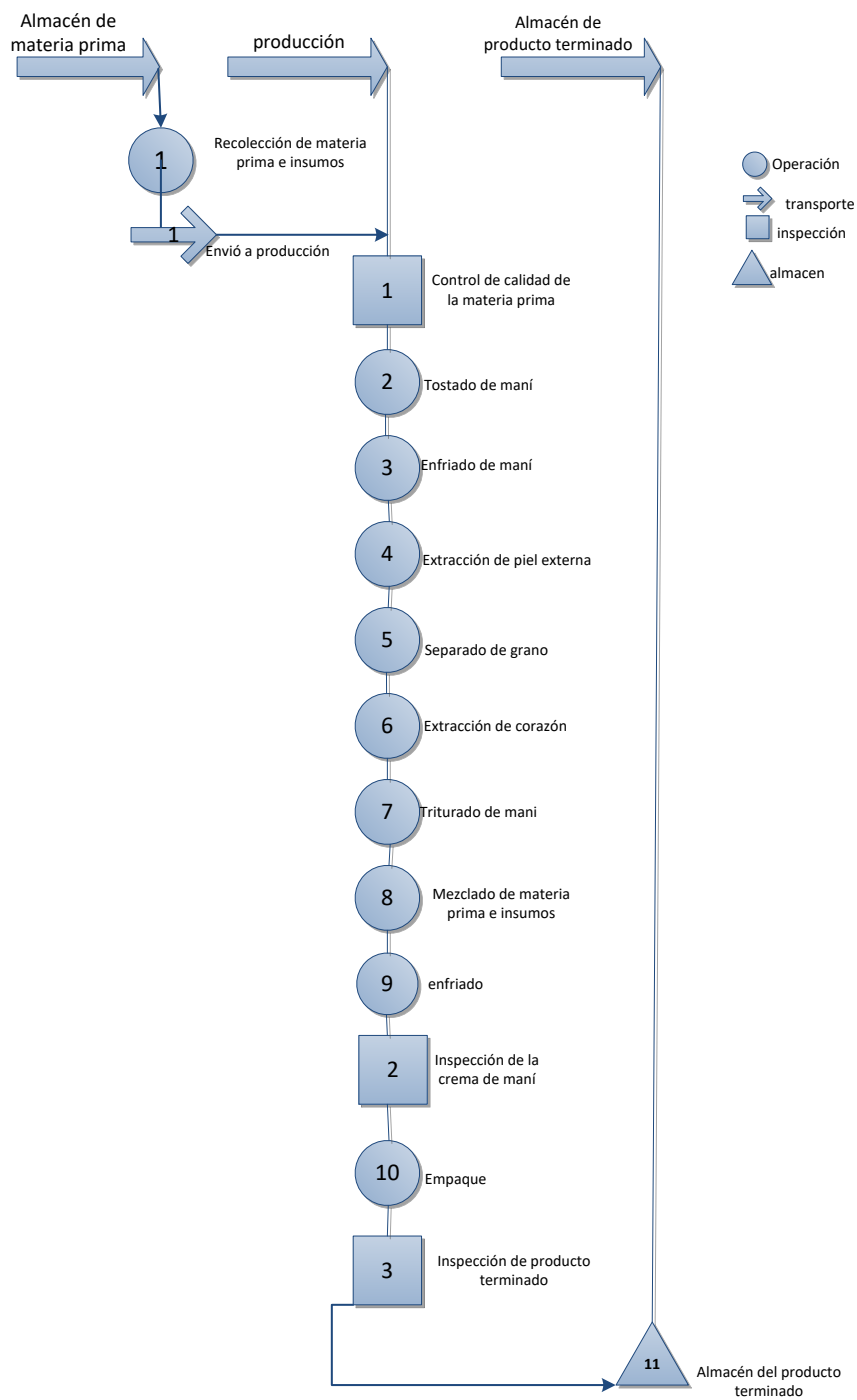 Almacén de
materia prima
producción
Almacén de
producto terminado
1
Recolección de materia
prima e insumos
1
Envió a producción
Operación
transporte
inspección
almacen
1
Control de calidad de
la materia prima
2
Tostado de maní
3
Enfriado de maní
4
Extracción de piel externa
5
Separado de grano
6
Extracción de corazón
7
Triturado de mani
8
Mezclado de materia
prima e insumos
9
enfriado
2
Inspección de la
crema de maní
10
Empaque
3
Inspección de producto
terminado
11
Almacén del producto
terminado